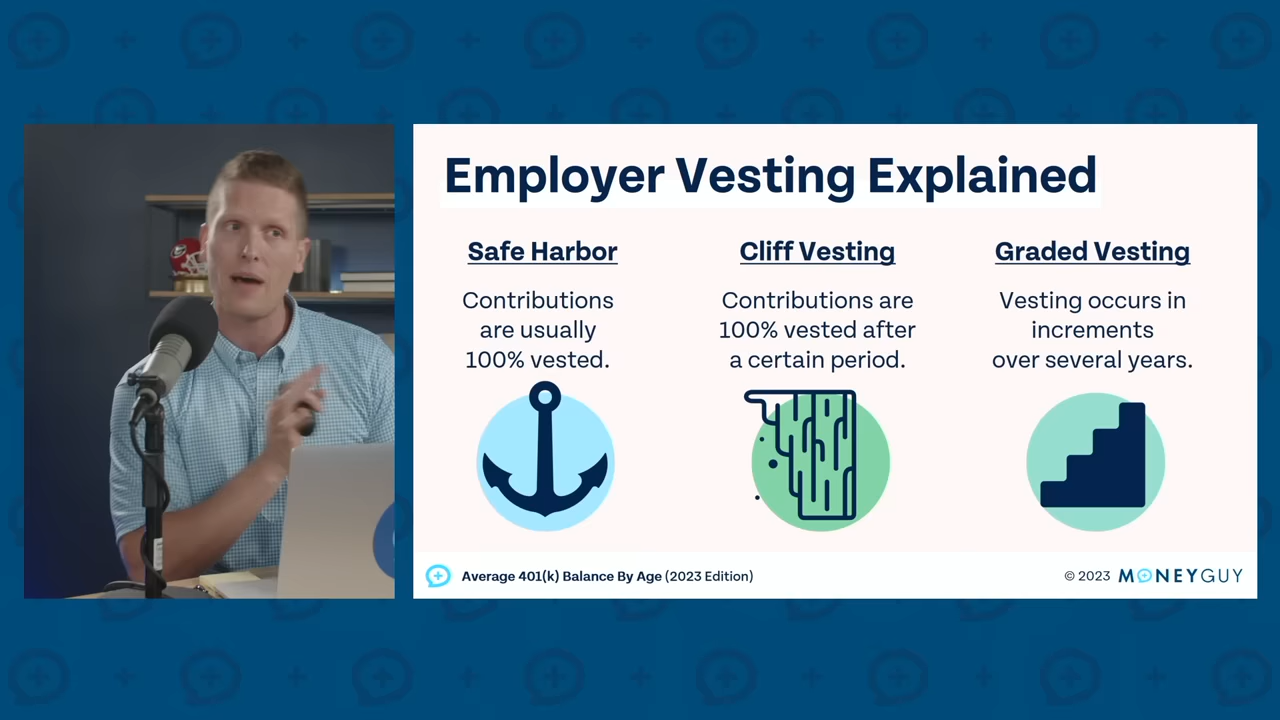 Employer Vesting Explained
Safe Harbor
Contributions
are usually
100% vested.
Cliff Vesting
Contributions are
100% vested after
a certain period.
Graded Vesting
Vesting occurs in
increments
over several years.
Average 401(k) Balance By Age (2023 Edition)
© 2023 MONEYGUY